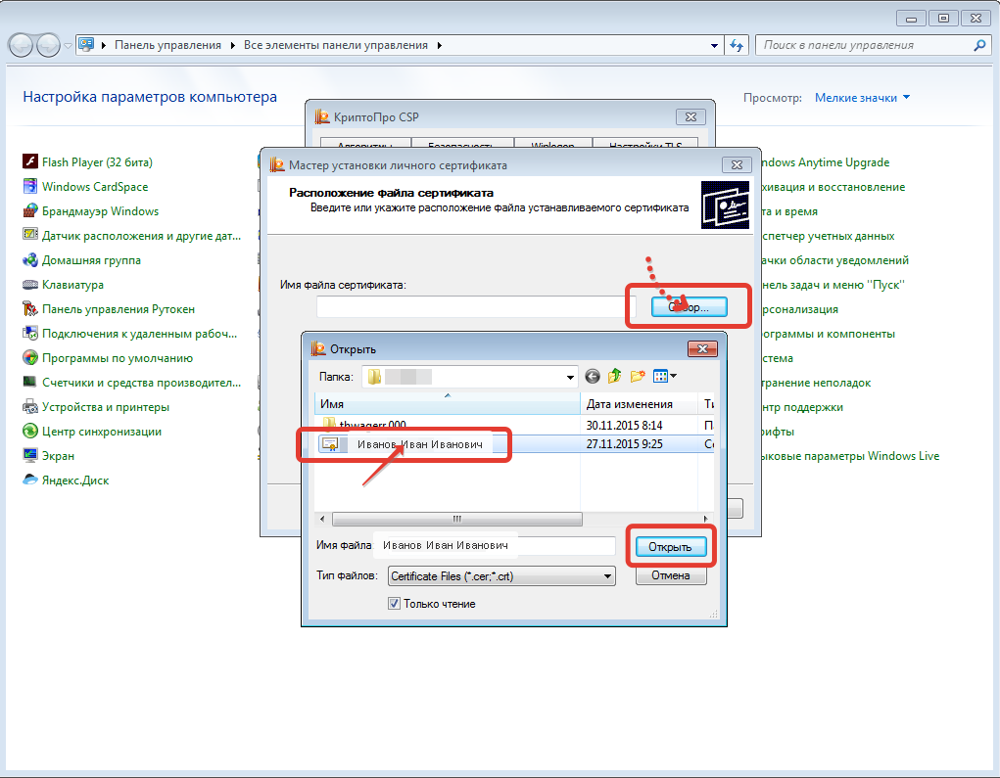 Панель управления
Все элементы панели управления
Поиск в панели управления
Настройка параметров компьютера
Просмотр:
Мелкие значки
Flash Player (32 бита)
Windows CardSpace
Брандмауэр Windows
Датчик расположения и другие дат...
Домашняя группа
Клавиатура
Панель управления Рутокен
Подключения к удаленным рабоч...
Программы по умолчанию
Счетчики и средства производител...
Устройства и принтеры
Центр синхронизации
Экран
Яндекс.Диск
КриптоПро CSP
Алгоритмы
Безопасность
Winlogon
Настройки TLS
Мастер установки личного сертификата
Расположение файла сертификата
Введите или укажите расположение файла устанавливаемого сертификата
Имя файла сертификата:
Обзор...
Открыть
Папка:
Имя
Дата изменения
Ти
thwagerr.000
30.11.2015 8:14
П
Иванов Иван Иванович
27.11.2015 9:25
Се
Имя файла
Иванов Иван Иванович
Открыть
Тип файлов:
Certificate Files (*.cer;*.crt)
Отмена
Только чтение
ndows Anytime Upgrade
хивация и восстановление
та и время
спетчер учетных данных
ачки области уведомлений
нель задач и меню ''Пуск''
рсонализация
ограммы и компоненты
стема
транение неполадок
нтр поддержки
рифты
ыковые параметры Windows Live